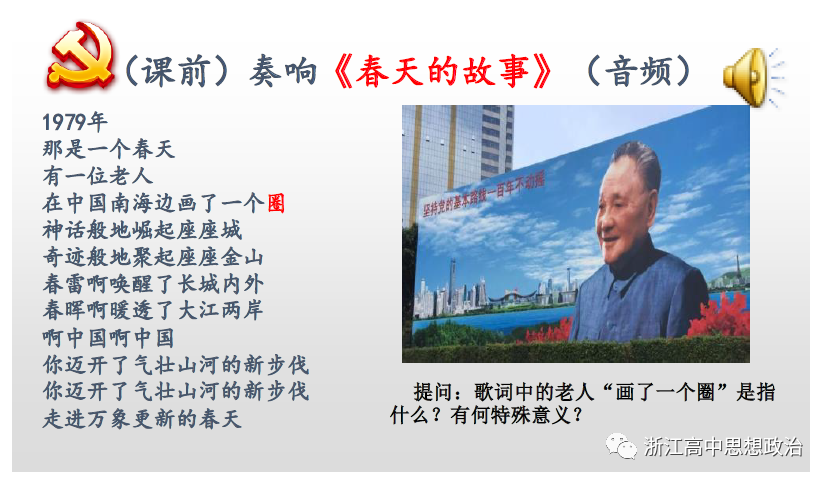 （课前）奏响《春天的故事》（音频）
1979年
那是一个春天
有一位老人
在中国南海边画了一个圈
神话般地崛起座座城
奇迹般地聚起座座金山
春雷啊唤醒了长城内外
春晖啊暖透了大江两岸
啊中国啊中国
你迈开了气壮山河的新步伐
你迈开了气壮山河的新步伐
走进万象更新的春天
坚持党的基本路线一百年不动摇
提问：歌词中的老人“画了一个圈”是指
什么？有何特殊意义？
浙江高中思想政治